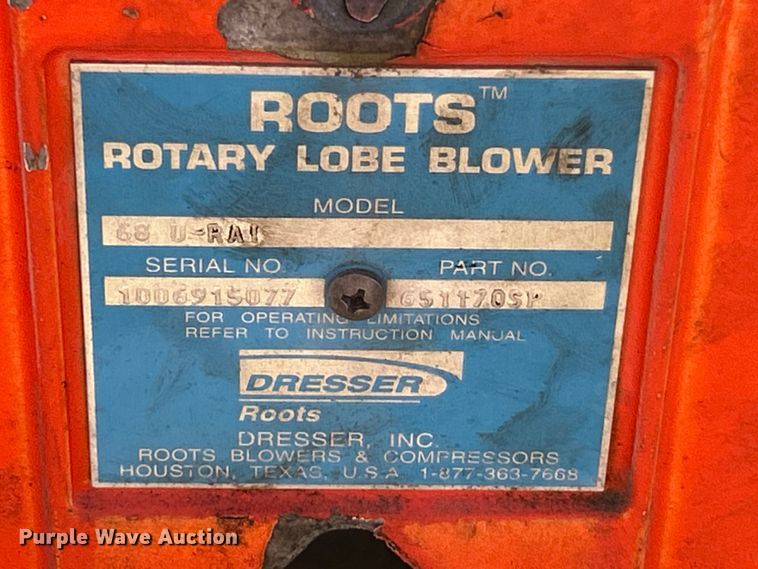 ROOTS™
ROTARY LOBE BLOWER
MODEL
68 U-RAI
SERIAL NO. PART NO.
1006915077 651170SP
FOR OPERATING LIMITATIONS
REFER TO INSTRUCTION MANUAL
DRESSER
Roots
DRESSER, INC.
ROOTS BLOWERS & COMPRESSORS
HOUSTON, TEXAS, U.S.A. 1-877-363-7668
Purple Wave Auction